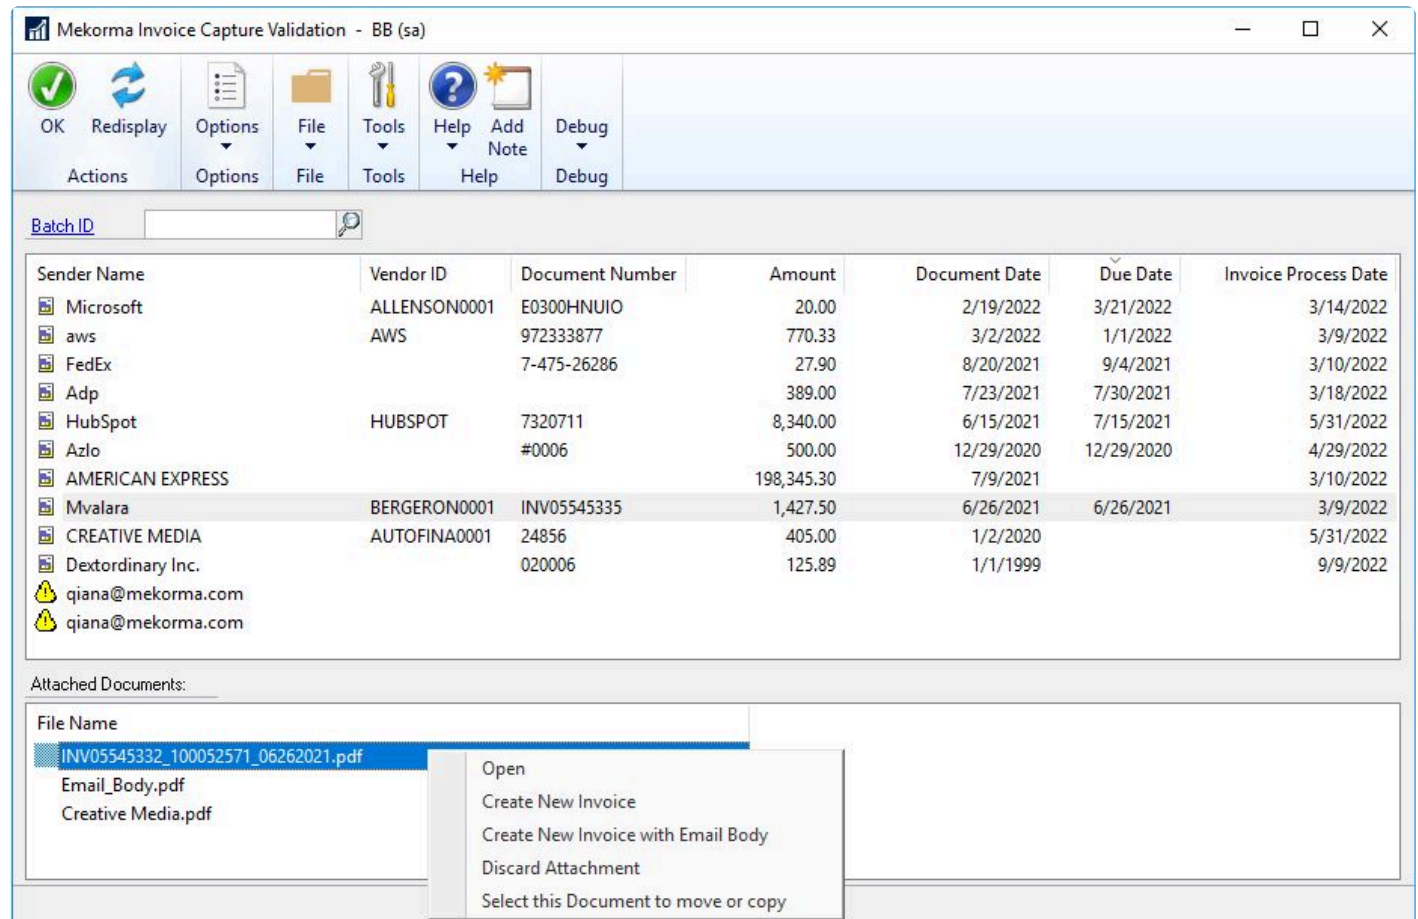 Mekorma Invoice Capture Validation - BB (sa)
OK Redisplay Options File Tools Help Add Note Debug
Actions Options File Tools Help Debug
Batch ID
Sender Name Vendor ID Document Number Amount Document Date Due Date Invoice Process Date
Microsoft ALLENSON0001 E0300HNUIO 20.00 2/19/2022 3/21/2022 3/14/2022
aws AWS 972333877 770.33 3/2/2022 1/1/2022 3/9/2022
FedEx 7-475-26286 27.90 8/20/2021 9/4/2021 3/10/2022
Adp 389.00 7/23/2021 7/30/2021 3/18/2022
HubSpot HUBSPOT 7320711 8,340.00 6/15/2021 7/15/2021 5/31/2022
Azlo #0006 500.00 12/29/2020 12/29/2020 4/29/2022
AMERICAN EXPRESS 198,345.30 7/9/2021 3/10/2022
Mvalara BERGERON0001 INV05545335 1,427.50 6/26/2021 6/26/2021 3/9/2022
CREATIVE MEDIA AUTOFINA0001 24856 405.00 1/2/2020 5/31/2022
Dextordinary Inc. 020006 125.89 1/1/1999 9/9/2022
qiana@mekorma.com
qiana@mekorma.com
Attached Documents:
File Name
INV05545332_100052571_06262021.pdf
Email_Body.pdf
Creative Media.pdf
Open
Create New Invoice
Create New Invoice with Email Body
Discard Attachment
Select this Document to move or copy